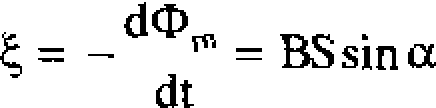 ξ = − dΦm/dt = BS sin α